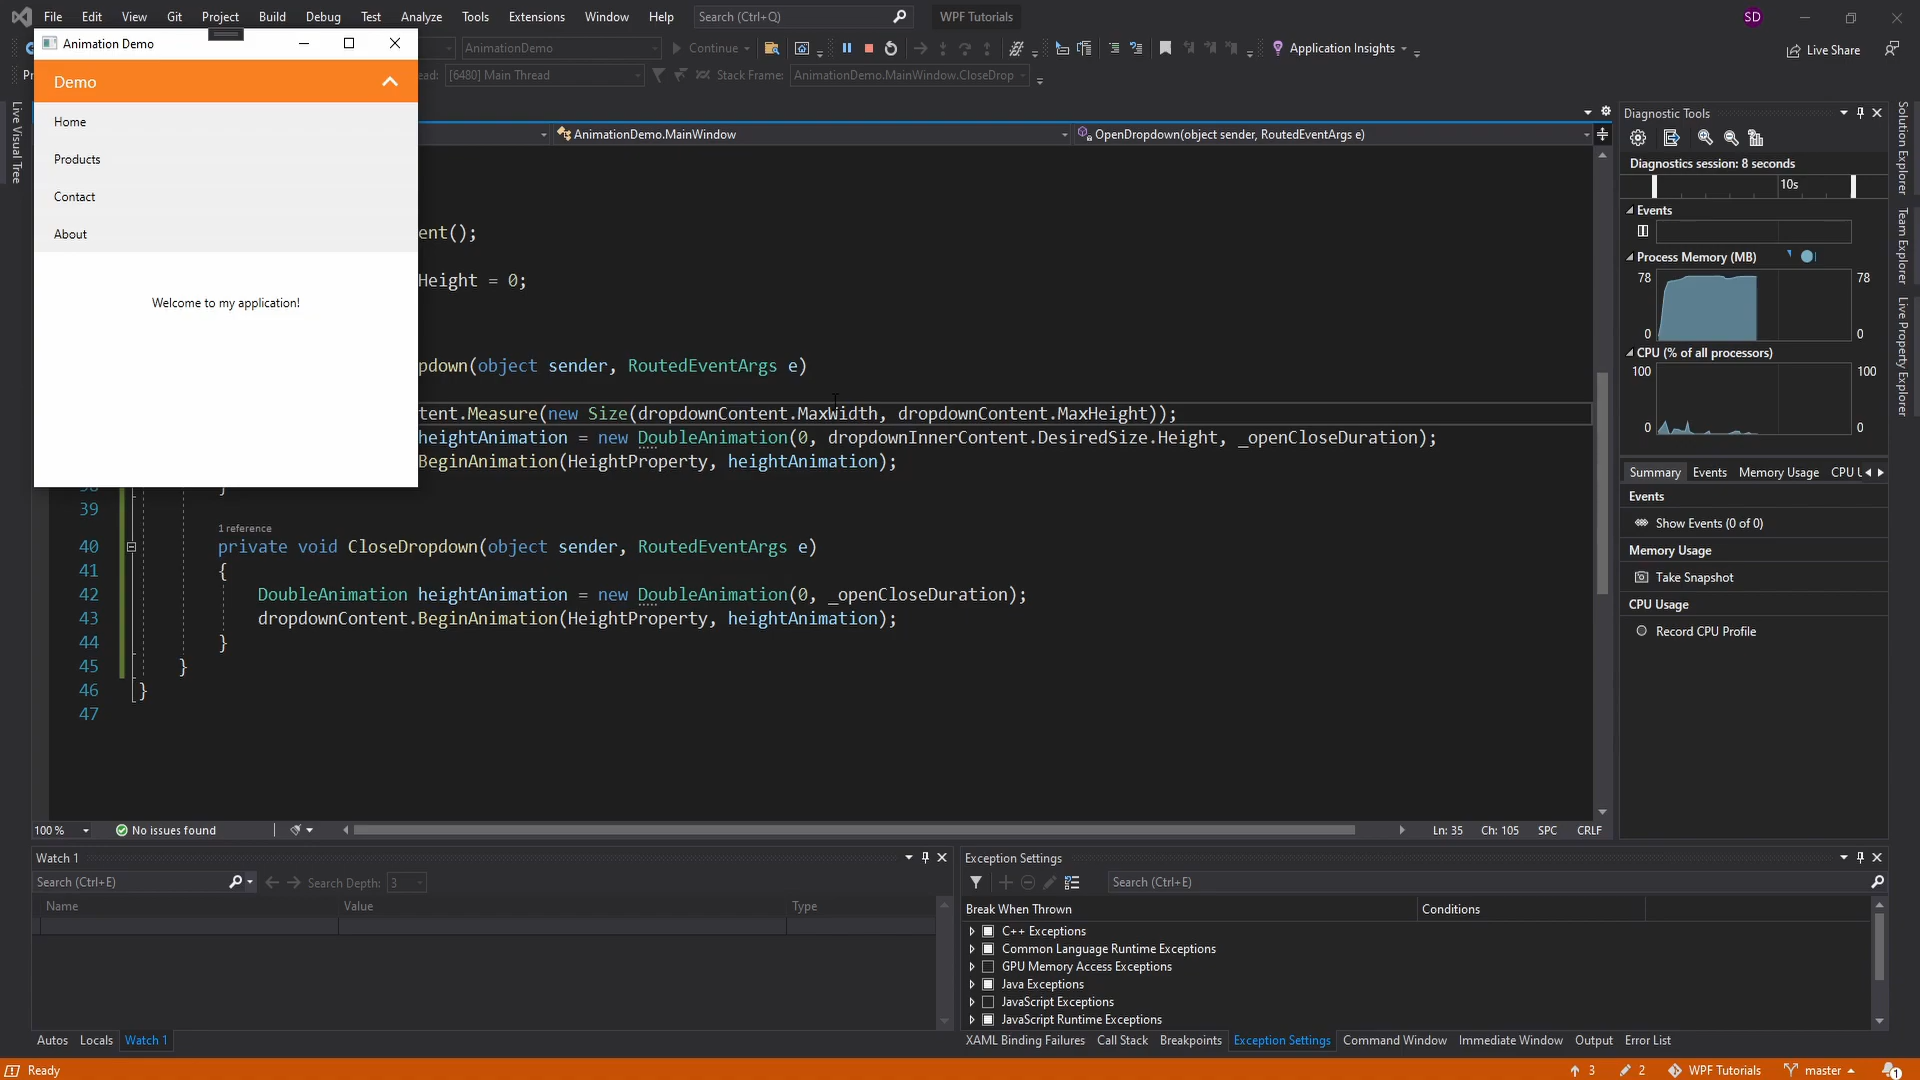 File Edit View Git Project Build Debug Test Analyze Tools Extensions Window Help Search (Ctrl+Q) WPF Tutorials SD
Animation Demo
AnimationDemo Continue Application Insights Live Share
[6480] Main Thread Stack Frame: AnimationDemo.MainWindow.CloseDrop
Demo
Home
Products
Contact
About
Welcome to my application!
Live Visual Tree
AnimationDemo.MainWindow OpenDropdown(object sender, RoutedEventArgs e)
ent();
Height = 0;
pdown(object sender, RoutedEventArgs e)
tent.Measure(new Size(dropdownContent.MaxWidth, dropdownContent.MaxHeight));
heightAnimation = new DoubleAnimation(0, dropdownInnerContent.DesiredSize.Height, _openCloseDuration);
BeginAnimation(HeightProperty, heightAnimation);
39
1 reference
40 private void CloseDropdown(object sender, RoutedEventArgs e)
41 {
42 DoubleAnimation heightAnimation = new DoubleAnimation(0, _openCloseDuration);
43 dropdownContent.BeginAnimation(HeightProperty, heightAnimation);
44 }
45 }
46 }
47
100 % No issues found Ln: 35 Ch: 105 SPC CRLF
Diagnostic Tools
Diagnostics session: 8 seconds
10s
Events
Process Memory (MB)
78 78
0 0
CPU (% of all processors)
100 100
0 0
Summary Events Memory Usage CPU U
Events
Show Events (0 of 0)
Memory Usage
Take Snapshot
CPU Usage
Record CPU Profile
Solution Explorer
Team Explorer
Live Property Explorer
Watch 1
Search (Ctrl+E) Search Depth: 3
Name Value Type
Autos Locals Watch 1
Exception Settings
Search (Ctrl+E)
Break When Thrown Conditions
C++ Exceptions
Common Language Runtime Exceptions
GPU Memory Access Exceptions
Java Exceptions
JavaScript Exceptions
JavaScript Runtime Exceptions
XAML Binding Failures Call Stack Breakpoints Exception Settings Command Window Immediate Window Output Error List
Ready 3 2 WPF Tutorials master 1